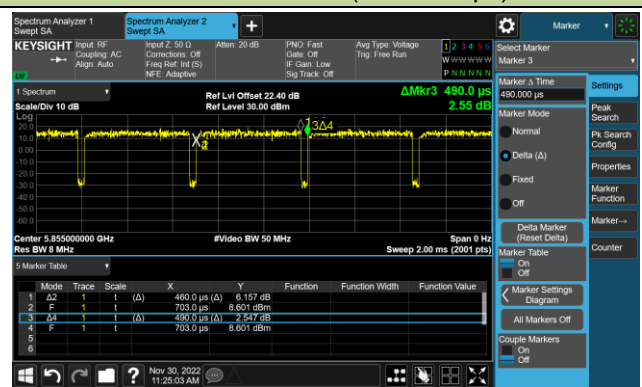 Spectrum Analyzer 1
Swept SA
Spectrum Analyzer 2
Swept SA
Marker
KEYSIGHT
Input: RF
Coupling: AC
Align: Auto
Input Z: 50 Ω
Corrections: Off
Freq Ref: Int (S)
NFE: Adaptive
Atten: 20 dB
PNO: Fast
Gate: Off
IF Gain: Low
Sig Track: Off
Avg Type: Voltage
Trig: Free Run
1 2 3 4 5 6
W W W W W W
P N N N N N
LV
Select Marker
Marker 3
1 Spectrum
Scale/Div 10 dB
Ref Lvl Offset 22.40 dB
Ref Level 30.00 dBm
ΔMkr3 490.0 µs
2.55 dB
Log
20.0
10.0
0.00
-10.0
-20.0
-30.0
-40.0
-50.0
-60.0
3Δ4
X
Center 5.855000000 GHz
Res BW 8 MHz
#Video BW 50 MHz
Span 0 Hz
Sweep 2.00 ms (2001 pts)
5 Marker Table
Mode Trace Scale X Y Function Function Width Function Value
1 Δ2 1 t (Δ) 460.0 µs (Δ) 6.157 dB
2 F 1 t 703.0 µs 8.601 dBm
3 Δ4 1 t (Δ) 490.0 µs (Δ) 2.547 dB
4 F 1 t 703.0 µs 8.601 dBm
5
6
Marker Δ Time
490.000 µs
Marker Mode
Normal
Delta (Δ)
Fixed
Off
Delta Marker
(Reset Delta)
Marker Table
On
Off
Marker Settings
Diagram
All Markers Off
Couple Markers
On
Off
Settings
Peak
Search
Pk Search
Config
Properties
Marker
Function
Marker→
Counter
?
Nov 30, 2022
11:25:03 AM